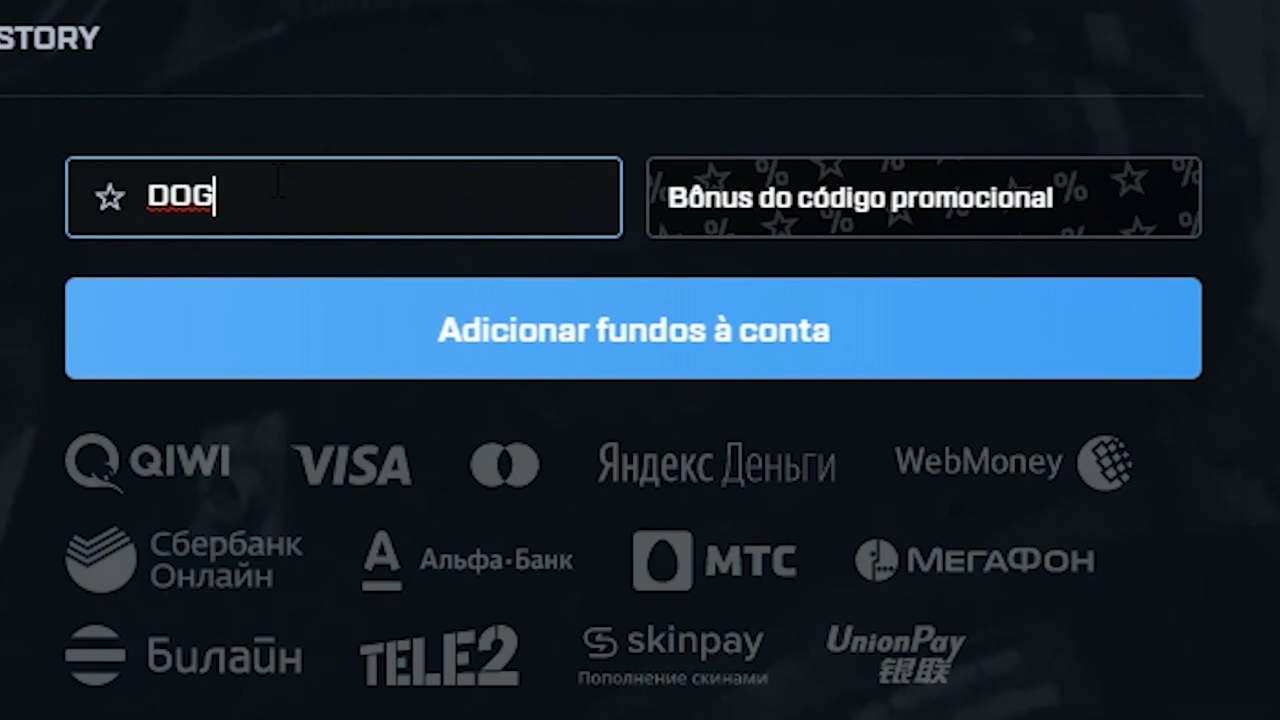 STORY
DOG
Bônus do código promocional
Adicionar fundos à conta
QIWI VISA Яндекс Деньги WebMoney
Сбербанк Онлайн Альфа·Банк МТС МЕГАФОН
Билайн TELE2 skinpay UnionPay
Пополнение скинами 银联